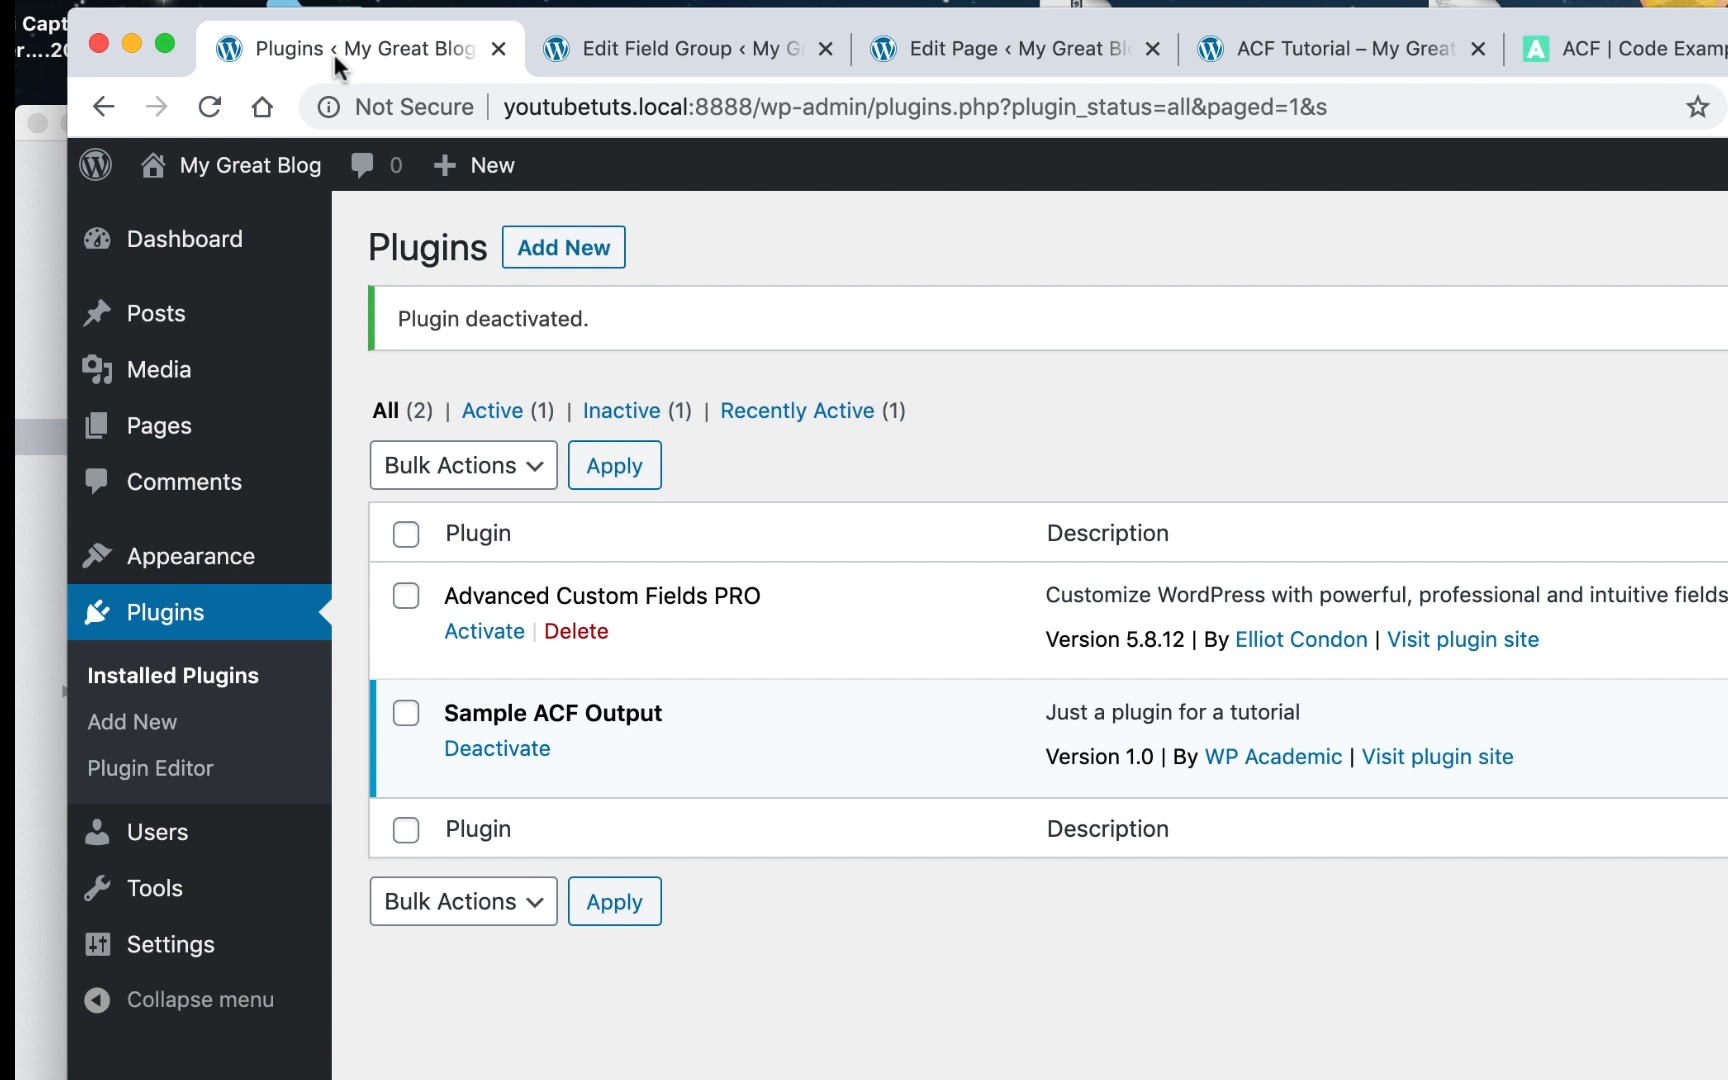 Capt
r....20
Plugins ‹ My Great Blog
Edit Field Group ‹ My G
Edit Page ‹ My Great Bl
ACF Tutorial – My Great
A ACF | Code Examp
Not Secure youtubetuts.local:8888/wp-admin/plugins.php?plugin_status=all&paged=1&s
My Great Blog 0 + New
Dashboard
Posts
Media
Pages
Comments
Appearance
Plugins
Installed Plugins
Add New
Plugin Editor
Users
Tools
Settings
Collapse menu
Plugins Add New
Plugin deactivated.
All (2) | Active (1) | Inactive (1) | Recently Active (1)
Bulk Actions Apply
Plugin Description
Advanced Custom Fields PRO Customize WordPress with powerful, professional and intuitive fields
Activate | Delete Version 5.8.12 | By Elliot Condon | Visit plugin site
Sample ACF Output Just a plugin for a tutorial
Deactivate Version 1.0 | By WP Academic | Visit plugin site
Plugin Description
Bulk Actions Apply